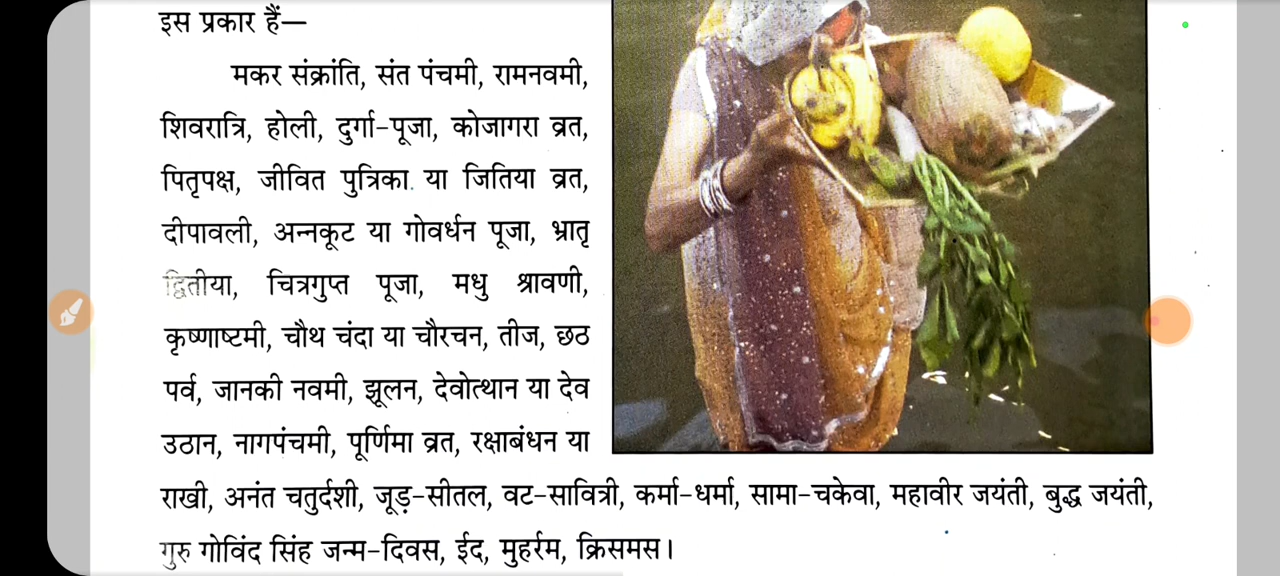 इस प्रकार हैं—
मकर संक्रांति, संत पंचमी, रामनवमी,
शिवरात्रि, होली, दुर्गा-पूजा, कोजागरा व्रत,
पितृपक्ष, जीवित पुत्रिका या जितिया व्रत,
दीपावली, अन्नकूट या गोवर्धन पूजा, भ्रातृ
द्वितीया, चित्रगुप्त पूजा, मधु श्रावणी,
कृष्णाष्टमी, चौथ चंदा या चौरचन, तीज, छठ
पर्व, जानकी नवमी, झूलन, देवोत्थान या देव
उठान, नागपंचमी, पूर्णिमा व्रत, रक्षाबंधन या
राखी, अनंत चतुर्दशी, जूड़-सीतल, वट-सावित्री, कर्मा-धर्मा, सामा-चकेवा, महावीर जयंती, बुद्ध जयंती,
गुरु गोविंद सिंह जन्म-दिवस, ईद, मुहर्रम, क्रिसमस।